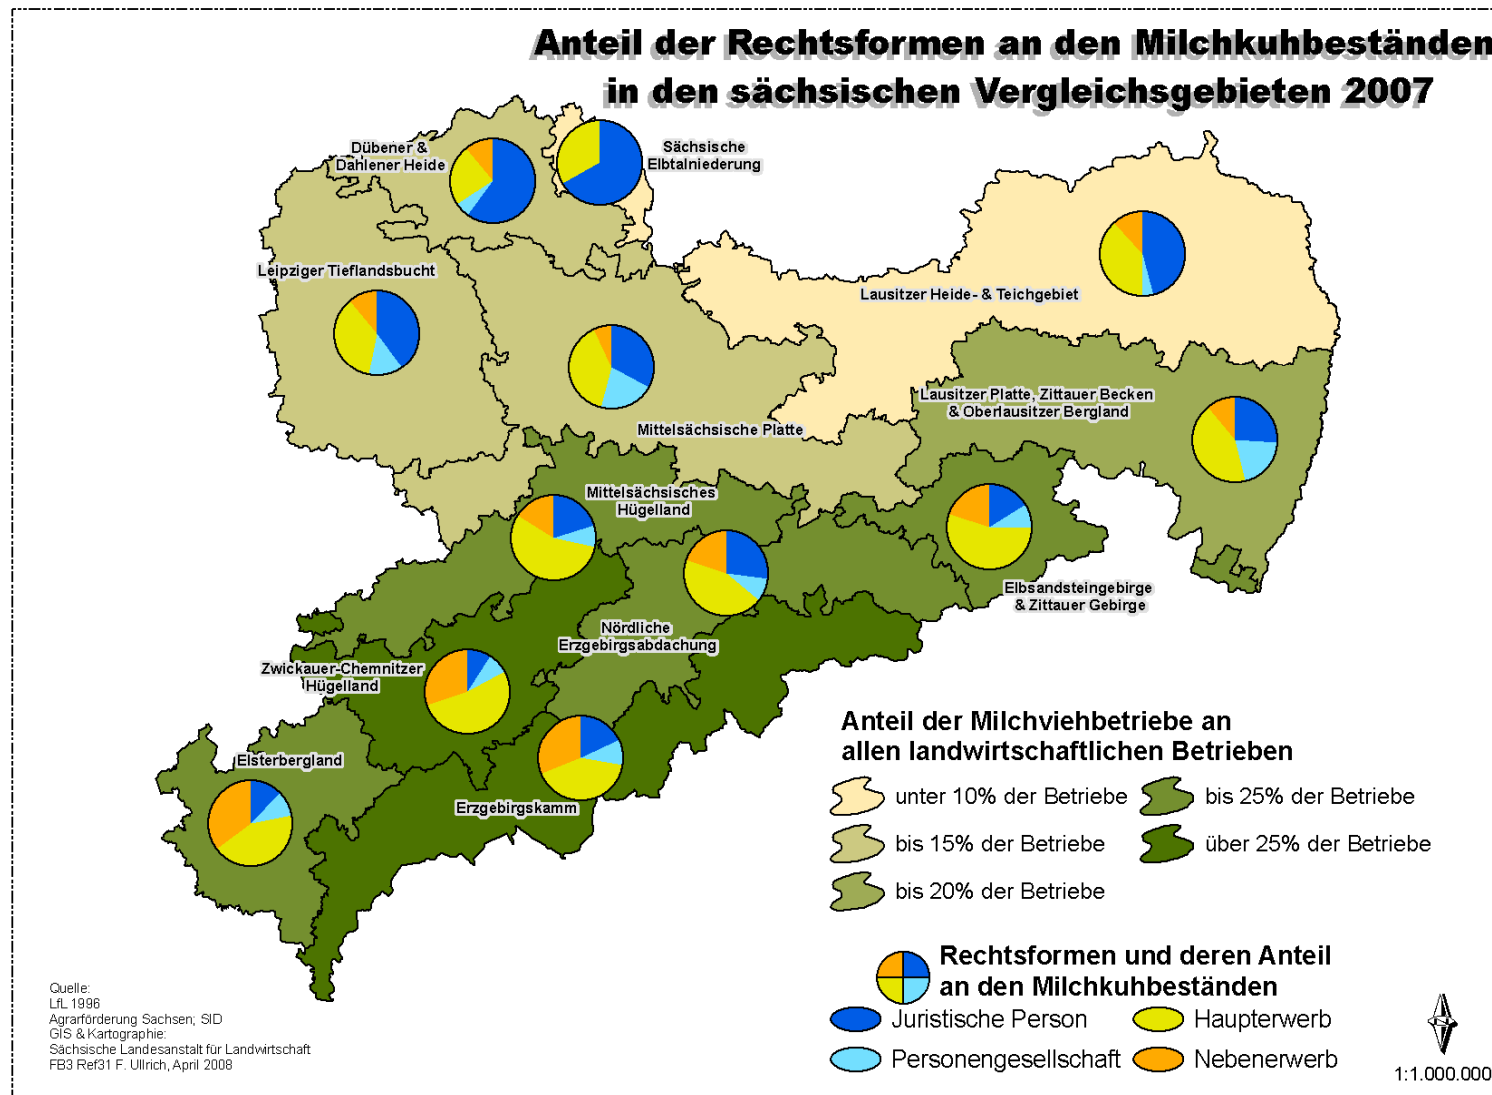 Anteil der Rechtsformen an den Milchkuhbeständen
in den sächsischen Vergleichsgebieten 2007
Dübener &
Dahlener Heide
Sächsische
Elbtalniederung
Leipziger Tieflandsbucht
Lausitzer Heide- & Teichgebiet
Lausitzer Platte, Zittauer Becken
& Oberlausitzer Bergland
Mittelsächsische Platte
Mittelsächsisches
Hügelland
Elbsandsteingebirge
& Zittauer Gebirge
Nördliche
Erzgebirgsabdachung
Zwickauer-Chemnitzer
Hügelland
Elsterbergland
Erzgebirgskamm
Anteil der Milchviehbetriebe an
allen landwirtschaftlichen Betrieben
unter 10% der Betriebe
bis 15% der Betriebe
bis 20% der Betriebe
bis 25% der Betriebe
über 25% der Betriebe
Rechtsformen und deren Anteil
an den Milchkuhbeständen
Juristische Person
Haupterwerb
Personengesellschaft
Nebenerwerb
Quelle:
LfL 1996
Agrarförderung Sachsen; SID
GIS & Kartographie:
Sächsische Landesanstalt für Landwirtschaft
FB3 Ref31 F. Ullrich, April 2008
N
1:1.000.000